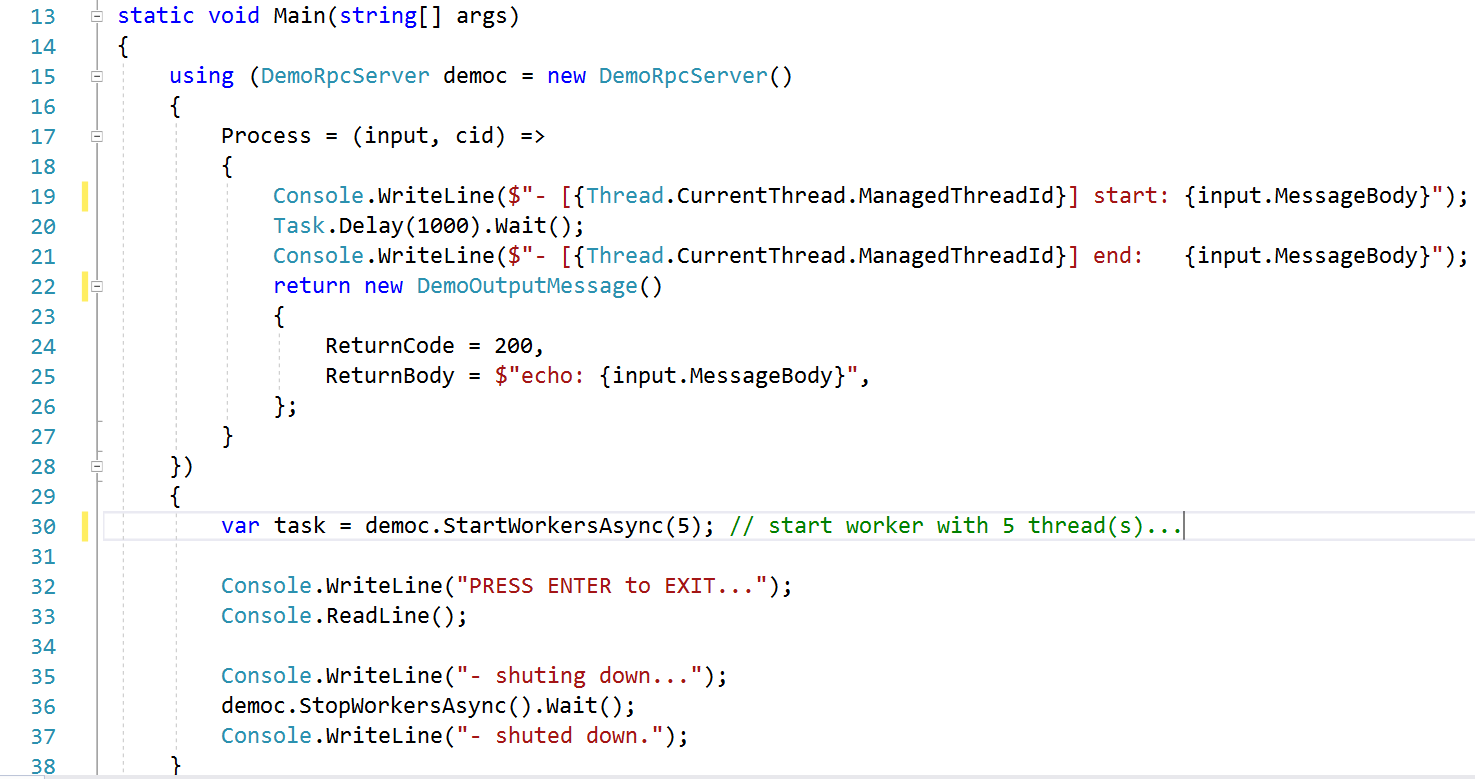 13 static void Main(string[] args)
14 {
15     using (DemoRpcServer democ = new DemoRpcServer()
16     {
17         Process = (input, cid) =>
18         {
19             Console.WriteLine($"- [{Thread.CurrentThread.ManagedThreadId}] start: {input.MessageBody}");
20             Task.Delay(1000).Wait();
21             Console.WriteLine($"- [{Thread.CurrentThread.ManagedThreadId}] end:   {input.MessageBody}");
22             return new DemoOutputMessage()
23             {
24                 ReturnCode = 200,
25                 ReturnBody = $"echo: {input.MessageBody}",
26             };
27         }
28     })
29     {
30         var task = democ.StartWorkersAsync(5); // start worker with 5 thread(s)...
31
32         Console.WriteLine("PRESS ENTER to EXIT...");
33         Console.ReadLine();
34
35         Console.WriteLine("- shuting down...");
36         democ.StopWorkersAsync().Wait();
37         Console.WriteLine("- shuted down.");
38     }